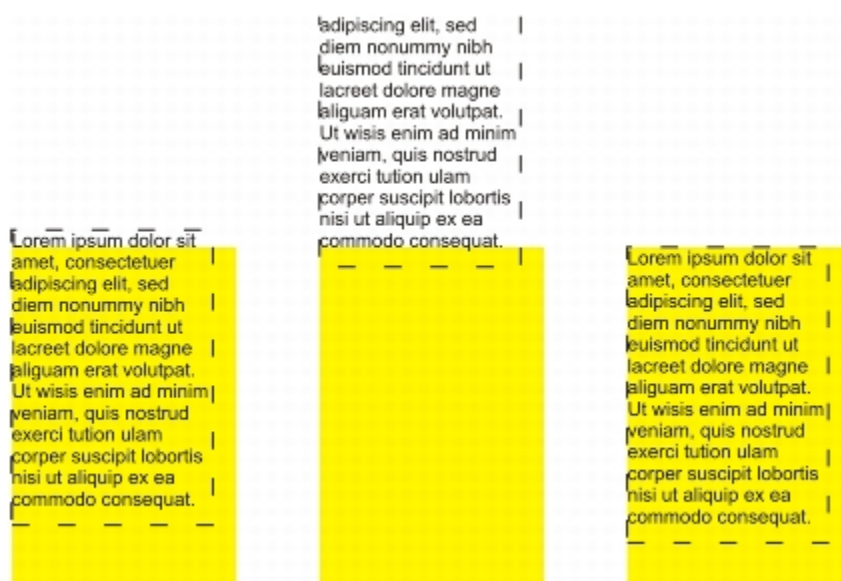 Lorem ipsum dolor sit
amet, consectetuer
adipiscing elit, sed
diem nonummy nibh
euismod tincidunt ut
lacreet dolore magne
aliguam erat volutpat.
Ut wisis enim ad minim
veniam, quis nostrud
exerci tution ulam
corper suscipit lobortis
nisi ut aliquip ex ea
commodo consequat.
adipiscing elit, sed
diem nonummy nibh
euismod tincidunt ut
lacreet dolore magne
aliguam erat volutpat.
Ut wisis enim ad minim
veniam, quis nostrud
exerci tution ulam
corper suscipit lobortis
nisi ut aliquip ex ea
commodo consequat.
Lorem ipsum dolor sit
amet, consectetuer
adipiscing elit, sed
diem nonummy nibh
euismod tincidunt ut
lacreet dolore magne
aliguam erat volutpat.
Ut wisis enim ad minim
veniam, quis nostrud
exerci tution ulam
corper suscipit lobortis
nisi ut aliquip ex ea
commodo consequat.